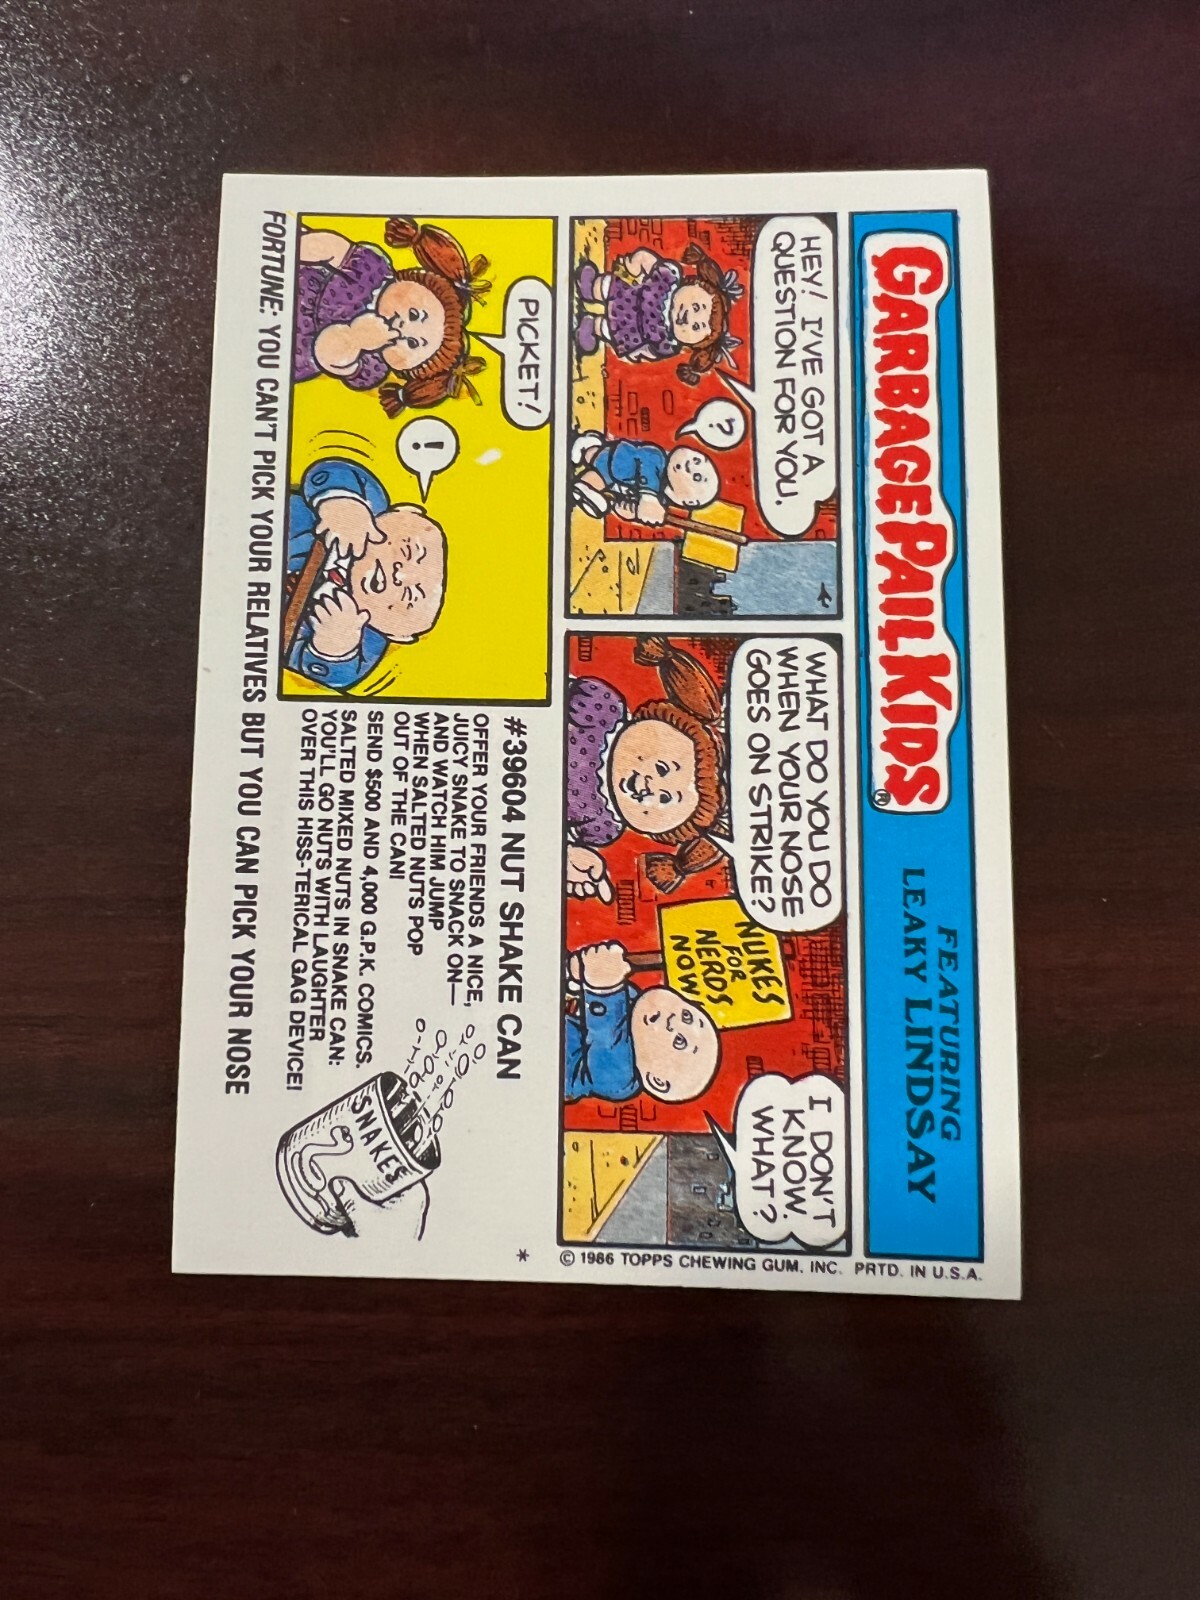 GARBAGE PAIL KIDS®
FEATURING
LEAKY LINDSAY
HEY! I'VE GOT A
QUESTION FOR YOU.
?
WHAT DO YOU DO
WHEN YOUR NOSE
GOES ON STRIKE?
NUKES
FOR
NERDS
NOW!
I DON'T
KNOW.
WHAT?
PICKET!
!
#39604 NUT SHAKE CAN
OFFER YOUR FRIENDS A NICE,
JUICY SNAKE TO SNACK ON—
AND WATCH HIM JUMP
WHEN SALTED NUTS POP
OUT OF THE CAN!
SEND $500 AND 4,000 G.P.K. COMICS.
SALTED MIXED NUTS IN SNAKE CAN:
YOU'LL GO NUTS WITH LAUGHTER
OVER THIS HISS-TERICAL GAG DEVICE!
SNAKES
*
© 1986 TOPPS CHEWING GUM, INC. PRTD. IN U.S.A.
FORTUNE: YOU CAN'T PICK YOUR RELATIVES BUT YOU CAN PICK YOUR NOSE